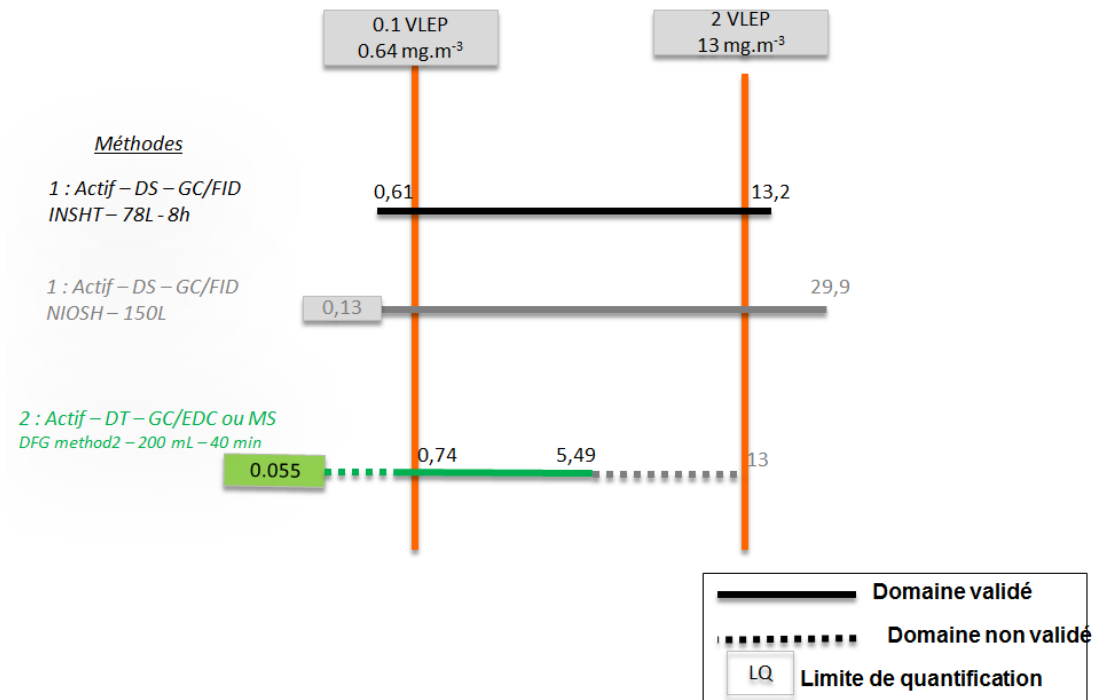 0.1 VLEP
0.64 mg.m⁻³
2 VLEP
13 mg.m⁻³
Méthodes
1 : Actif – DS – GC/FID
INSHT – 78L - 8h
0,61
13,2
1 : Actif – DS – GC/FID
NIOSH – 150L
0,13
29,9
2 : Actif – DT – GC/EDC ou MS
DFG method2 – 200 mL – 40 min
0.055
0,74
5,49
13
Domaine validé
Domaine non validé
LQ Limite de quantification